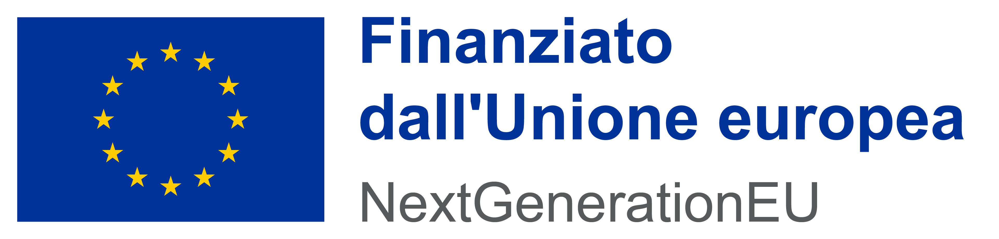 Finanziato
dall'Unione europea
NextGenerationEU